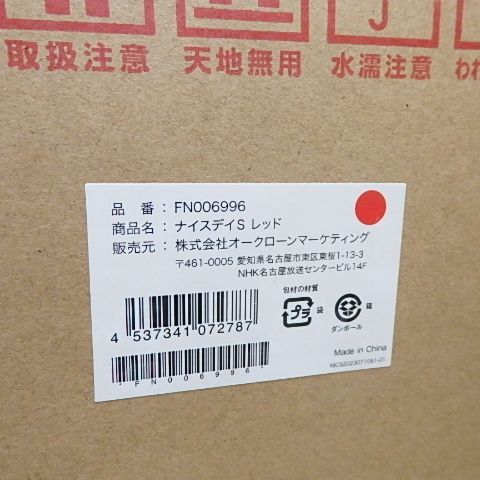 取扱注意 天地無用 水濡注意 われ
品 番：FN006996
商品名：ナイスデイS レッド
販売元：株式会社オークローンマーケティング
〒461-0005 愛知県名古屋市東区東桜1-13-3
NHK名古屋放送センタービル14F
包材の材質
プラ 袋 箱
ダンボール
4 537341 072787
Made in China
NICS20230710S1-01
・FN006996・